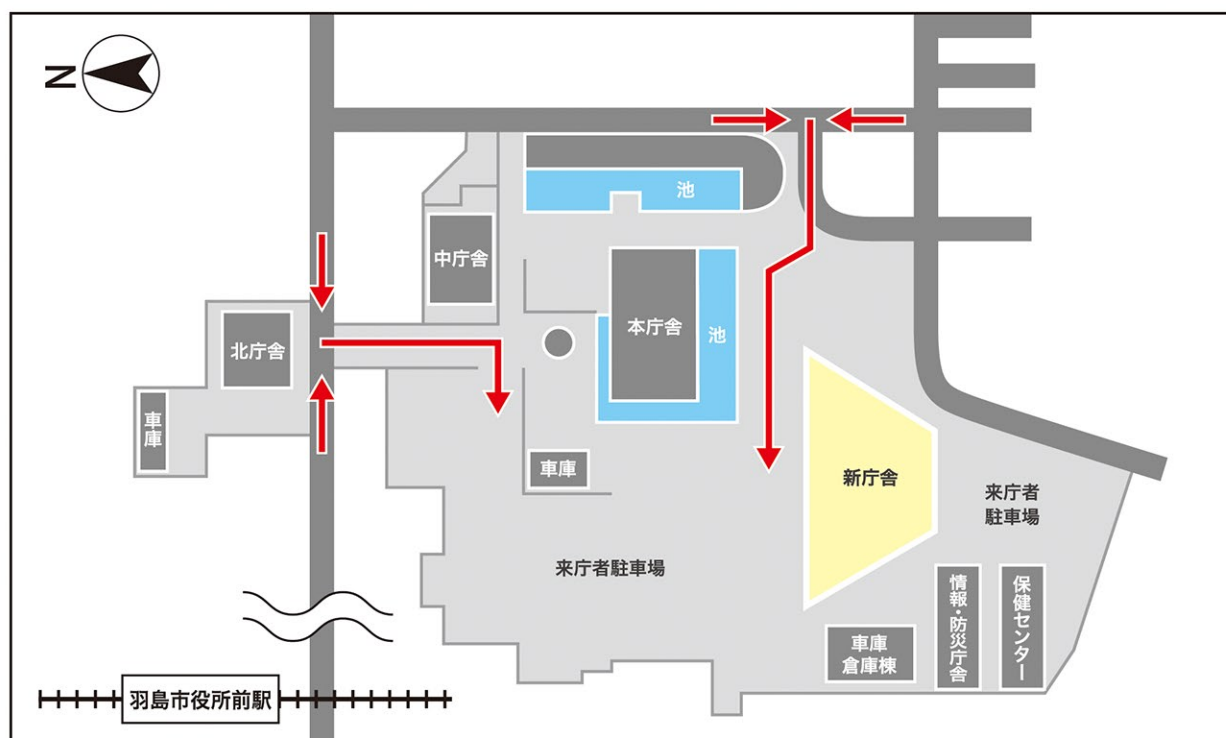 N
池
中庁舎
本庁舎
池
北庁舎
車庫
車庫
新庁舎
来庁者
駐車場
来庁者駐車場
情報・防災庁舎
保健センター
車庫
倉庫棟
羽島市役所前駅